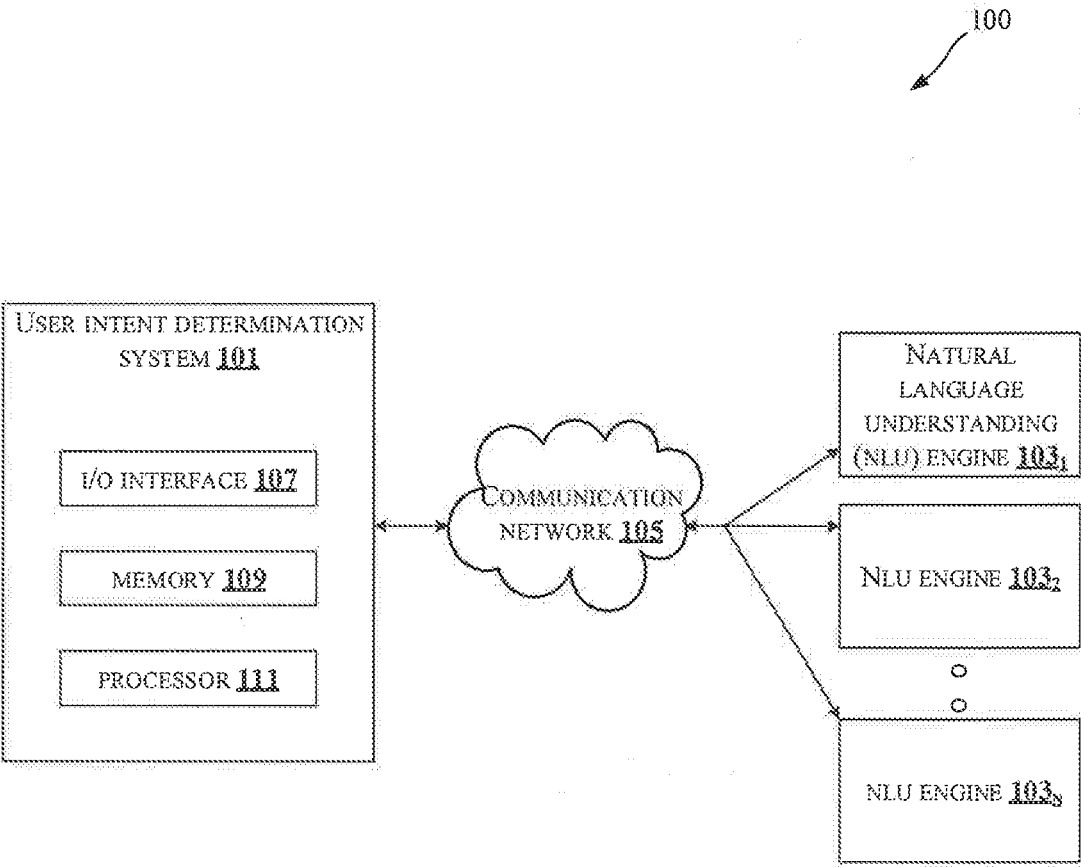 100
USER INTENT DETERMINATION
SYSTEM 101
I/O INTERFACE 107
MEMORY 109
PROCESSOR 111
COMMUNICATION
NETWORK 105
NATURAL
LANGUAGE
UNDERSTANDING
(NLU) ENGINE 103₁
NLU ENGINE 103₂
NLU ENGINE 103ₙ